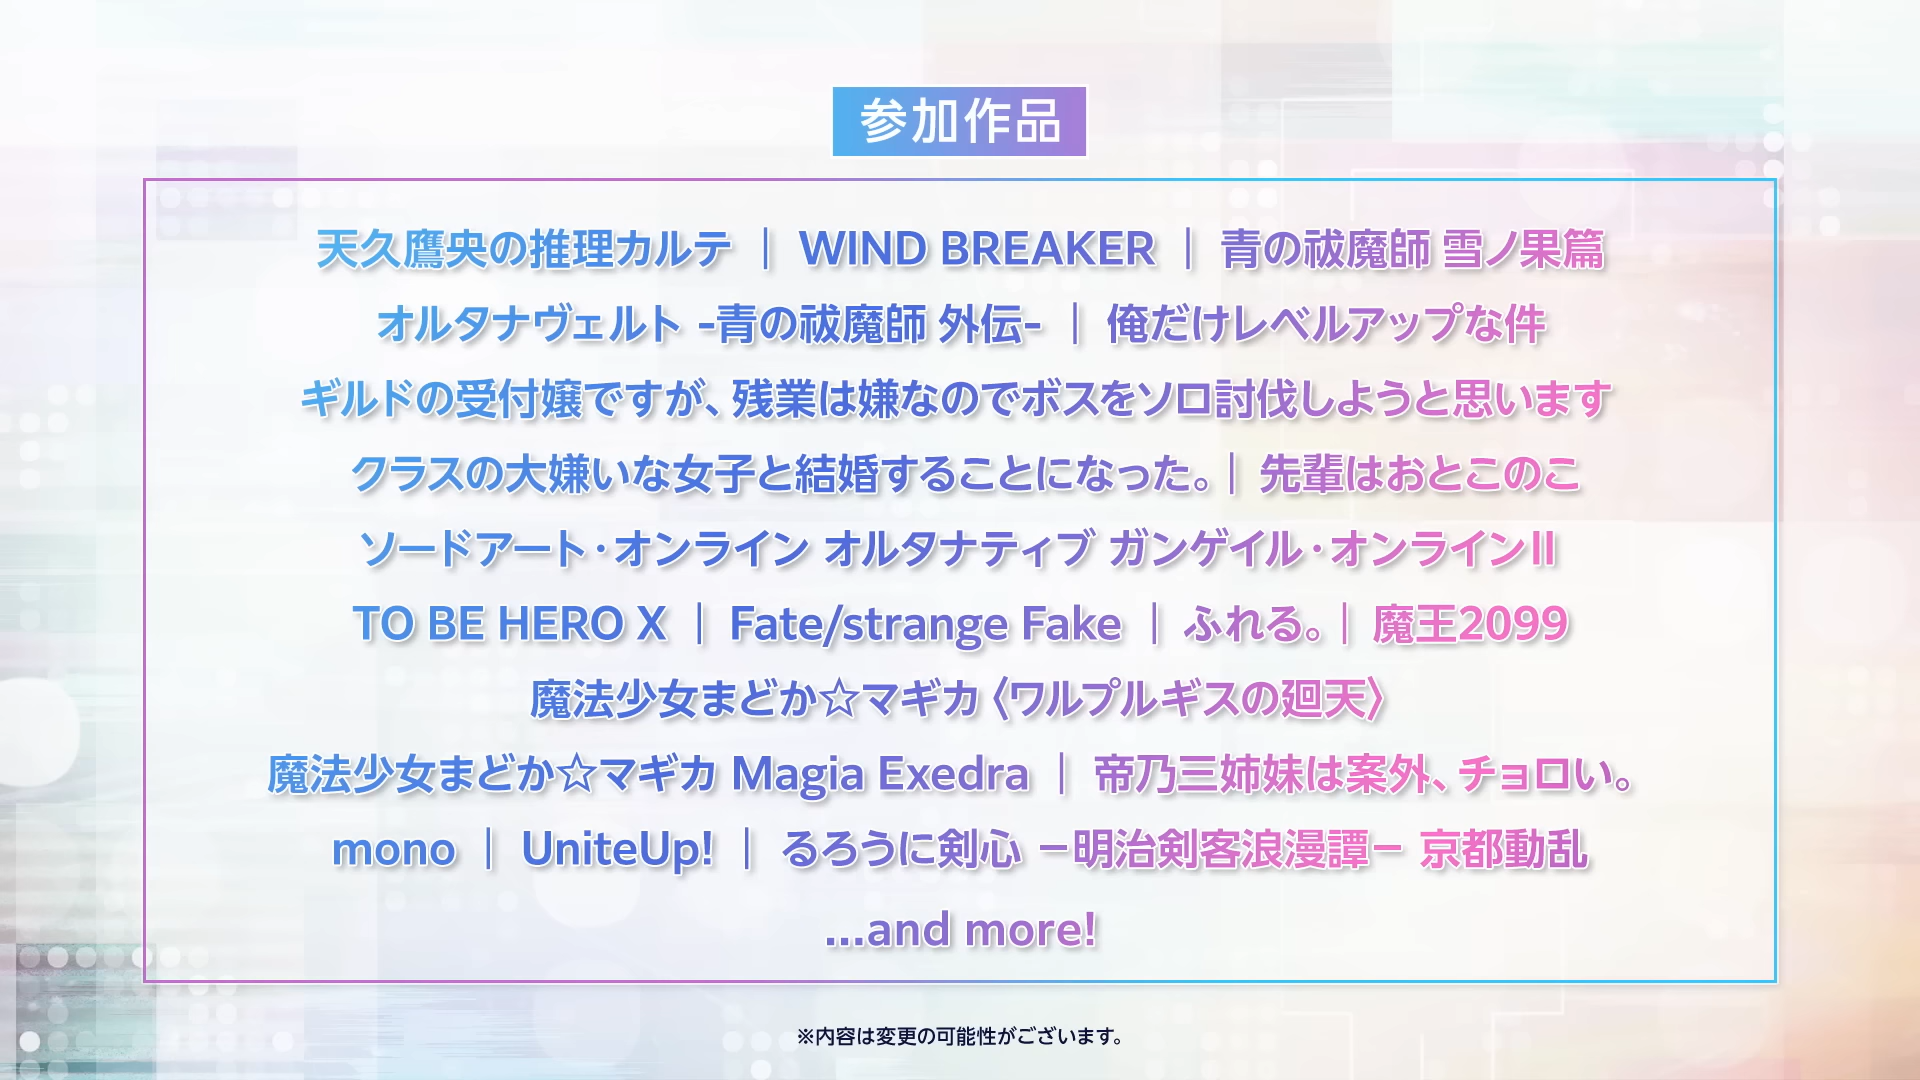 参加作品
天久鷹央の推理カルテ ｜ WIND BREAKER ｜ 青の祓魔師 雪ノ果篇
オルタナヴェルト -青の祓魔師 外伝- ｜ 俺だけレベルアップな件
ギルドの受付嬢ですが、残業は嫌なのでボスをソロ討伐しようと思います
クラスの大嫌いな女子と結婚することになった。｜ 先輩はおとこのこ
ソードアート・オンライン オルタナティブ ガンゲイル・オンラインⅡ
TO BE HERO X ｜ Fate/strange Fake ｜ ふれる。｜ 魔王2099
魔法少女まどか☆マギカ〈ワルプルギスの廻天〉
魔法少女まどか☆マギカ Magia Exedra ｜ 帝乃三姉妹は案外、チョロい。
mono ｜ UniteUp! ｜ るろうに剣心 －明治剣客浪漫譚－ 京都動乱
...and more!
※内容は変更の可能性がございます。